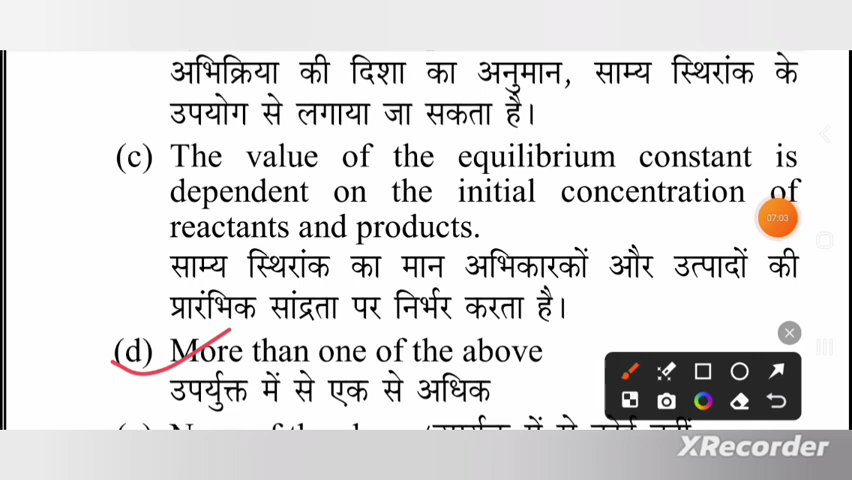 अभिक्रिया की दिशा का अनुमान, साम्य स्थिरांक के
उपयोग से लगाया जा सकता है।
(c) The value of the equilibrium constant is
dependent on the initial concentration of
reactants and products.
साम्य स्थिरांक का मान अभिकारकों और उत्पादों की
प्रारंभिक सांद्रता पर निर्भर करता है।
07:03
(d) More than one of the above
उपर्युक्त में से एक से अधिक
XRecorder